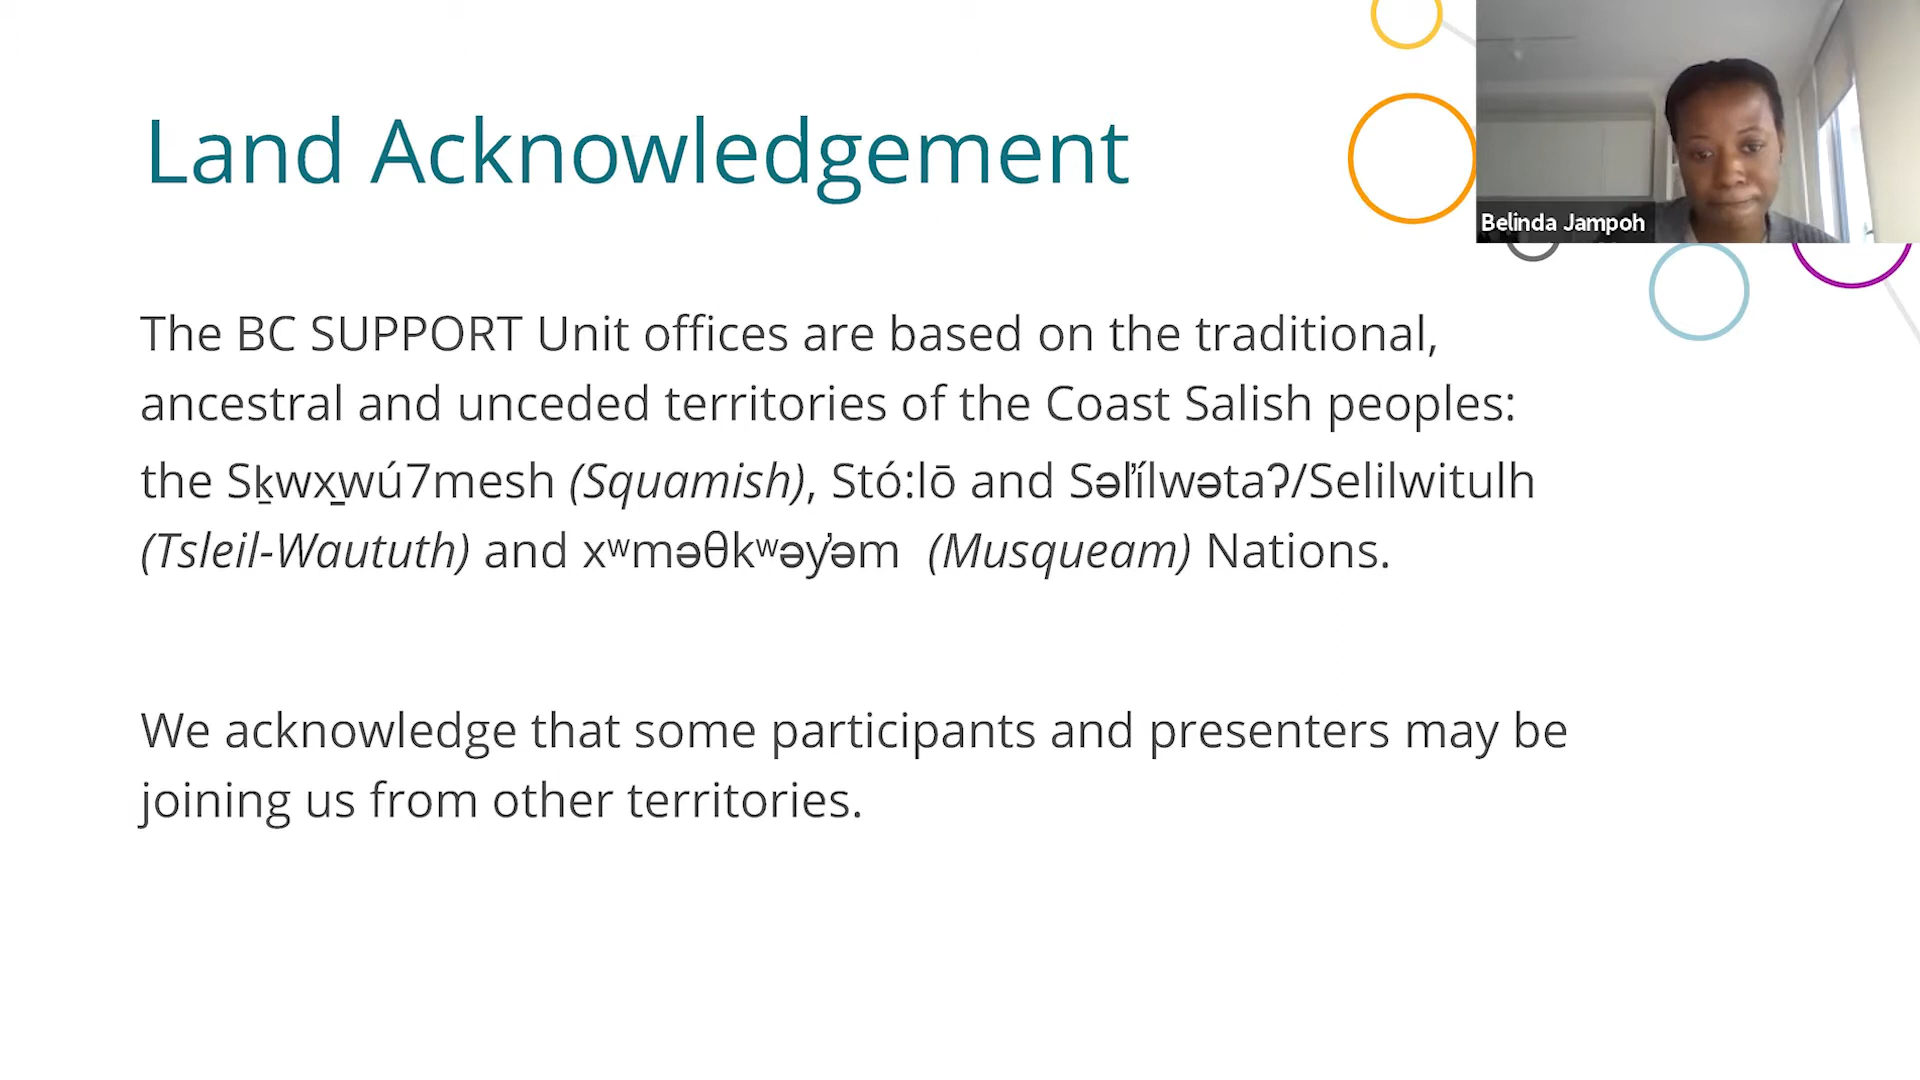 Land Acknowledgement
Belinda Jampoh
The BC SUPPORT Unit offices are based on the traditional,
ancestral and unceded territories of the Coast Salish peoples:
the Sḵwx̱wú7mesh (Squamish), Stó:lō and Səl̓ílwətaʔ/Selilwitulh
(Tsleil-Waututh) and xʷməθkʷəy̓əm (Musqueam) Nations.
We acknowledge that some participants and presenters may be
joining us from other territories.